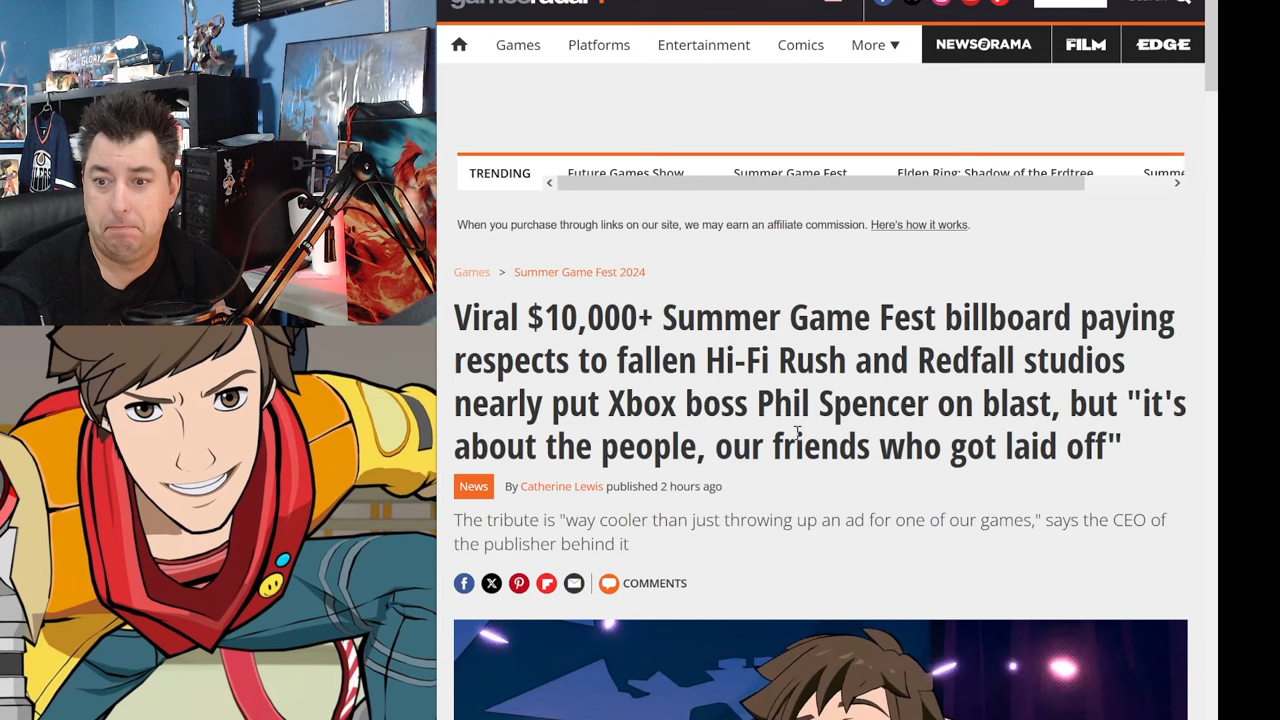 gamesradar+
Search
Games Platforms Entertainment Comics More ▼ NEWSARAMA FILM EDGE
TRENDING Future Games Show Summer Game Fest Elden Ring: Shadow of the Erdtree Summe
When you purchase through links on our site, we may earn an affiliate commission. Here's how it works.
Games > Summer Game Fest 2024
Viral $10,000+ Summer Game Fest billboard paying
respects to fallen Hi-Fi Rush and Redfall studios
nearly put Xbox boss Phil Spencer on blast, but "it's
about the people, our friends who got laid off"
News By Catherine Lewis published 2 hours ago
The tribute is "way cooler than just throwing up an ad for one of our games," says the CEO of
the publisher behind it
COMMENTS
GLORY
OILERS